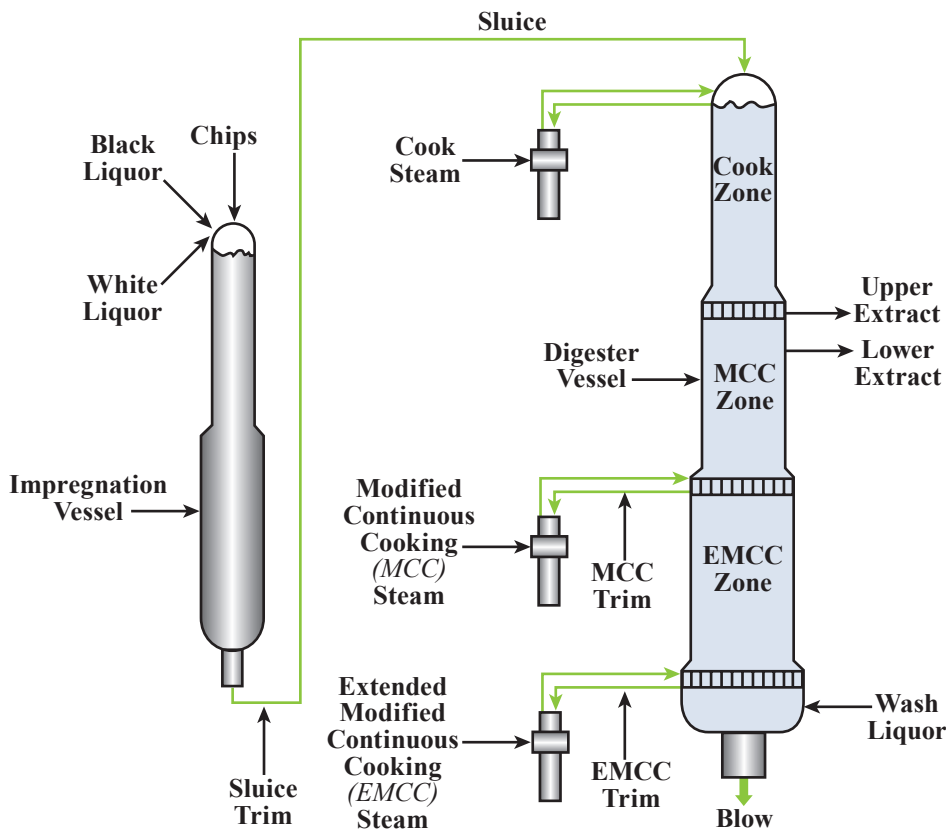 Sluice
Chips
Black
Liquor
White
Liquor
Cook
Steam
Cook
Zone
Upper
Extract
Lower
Extract
Digester
Vessel
MCC
Zone
Impregnation
Vessel
Modified
Continuous
Cooking
(MCC)
Steam
MCC
Trim
EMCC
Zone
Extended
Modified
Continuous
Cooking
(EMCC)
Steam
EMCC
Trim
Wash
Liquor
Sluice
Trim
Blow